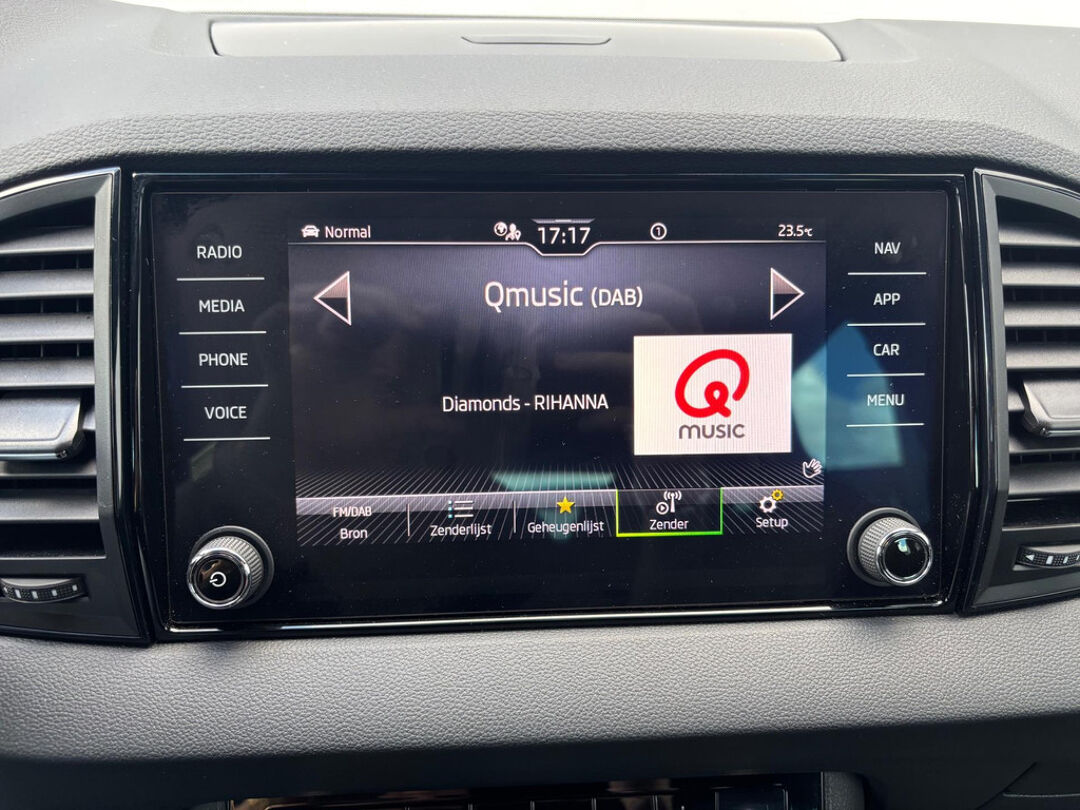 Normal
17:17
1
23.5°C
RADIO
MEDIA
PHONE
VOICE
Qmusic (DAB)
Diamonds - RIHANNA
Q
MUSIC
NAV
APP
CAR
MENU
FM/DAB
Bron
Zenderlijst
Geheugenlijst
Zender
Setup